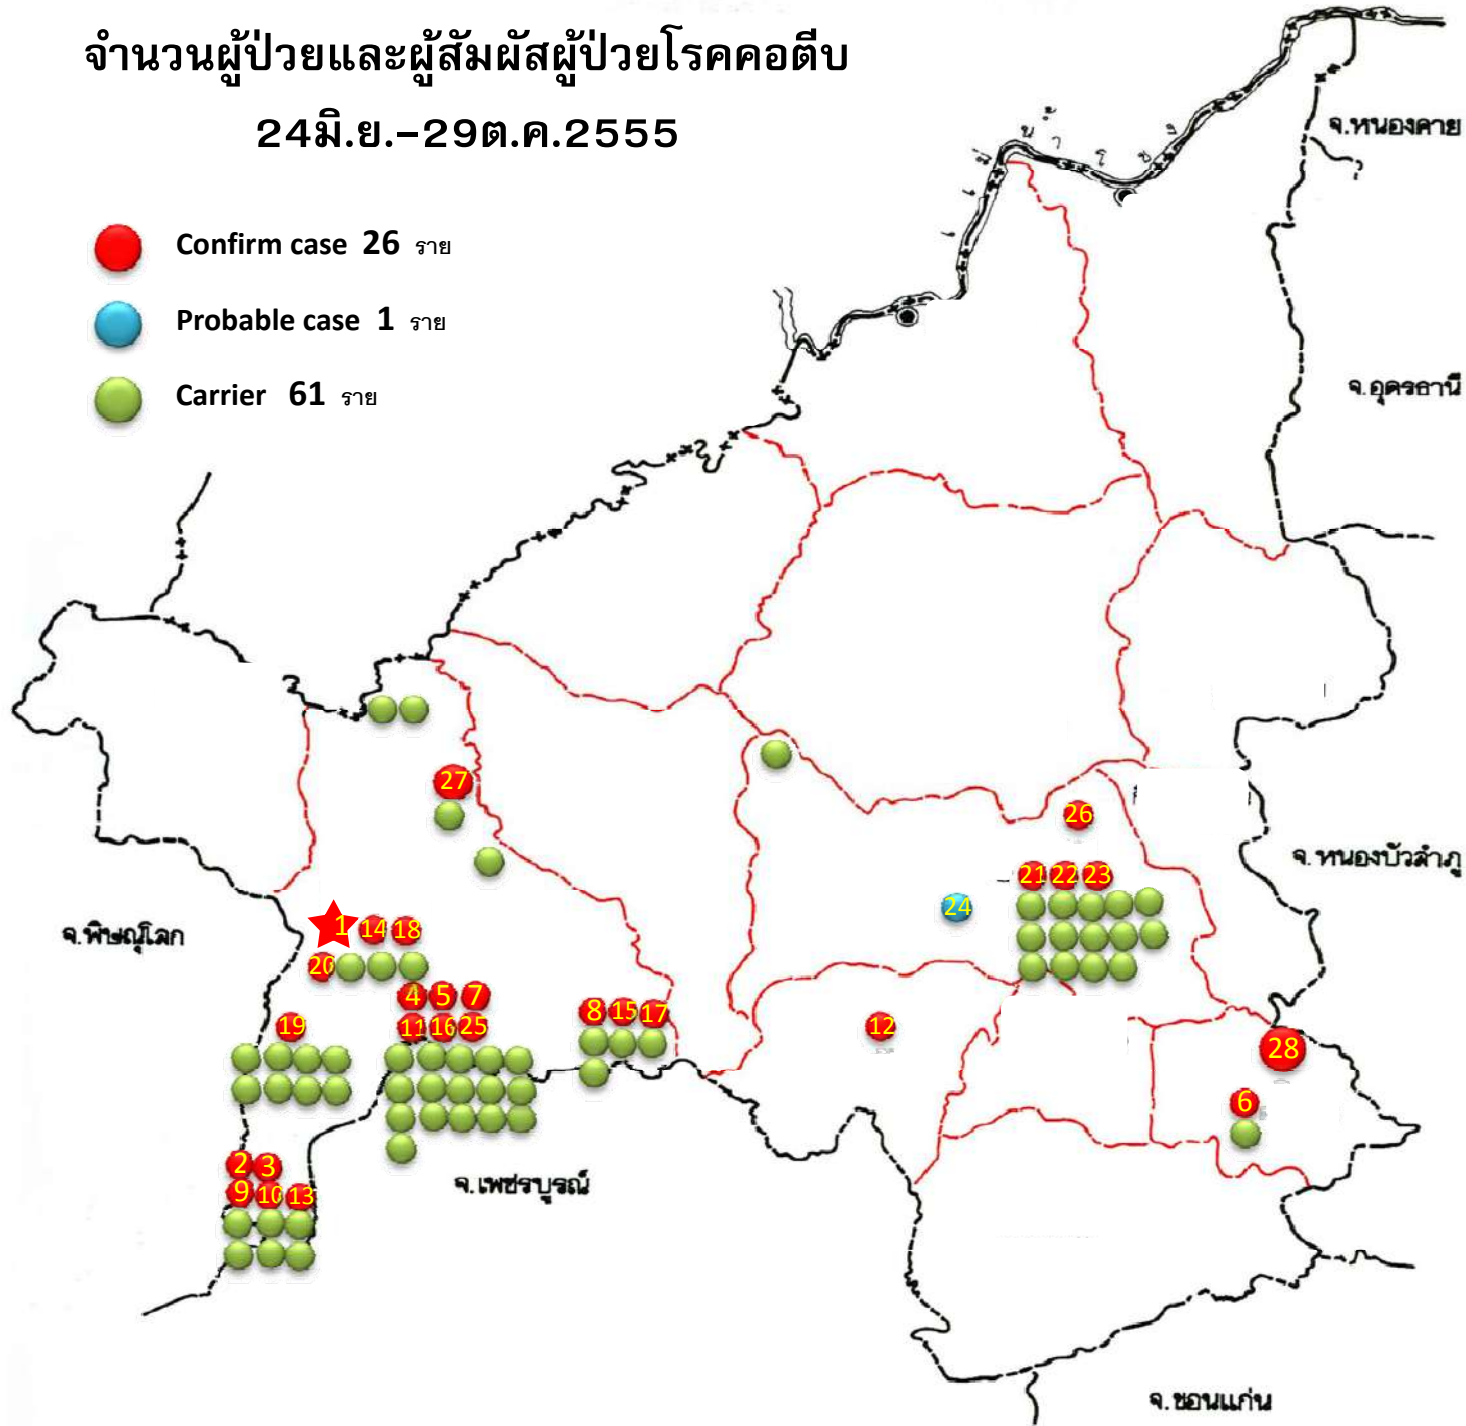 จำนวนผู้ป่วยและผู้สัมผัสผู้ป่วยโรคคอตีบ
24มิ.ย.-29ต.ค.2555
Confirm case 26 ราย
Probable case 1 ราย
Carrier 61 ราย
จ.หนองคาย
จ.อุดรธานี
จ.หนองบัวลำภู
จ.พิษณุโลก
จ.เพชรบูรณ์
จ.ขอนแก่น
27
26
21 22 23
24
1 14 18
20
4 5 7
11 16 25
19
8 15 17
12
28
6
2 3
9 10 13